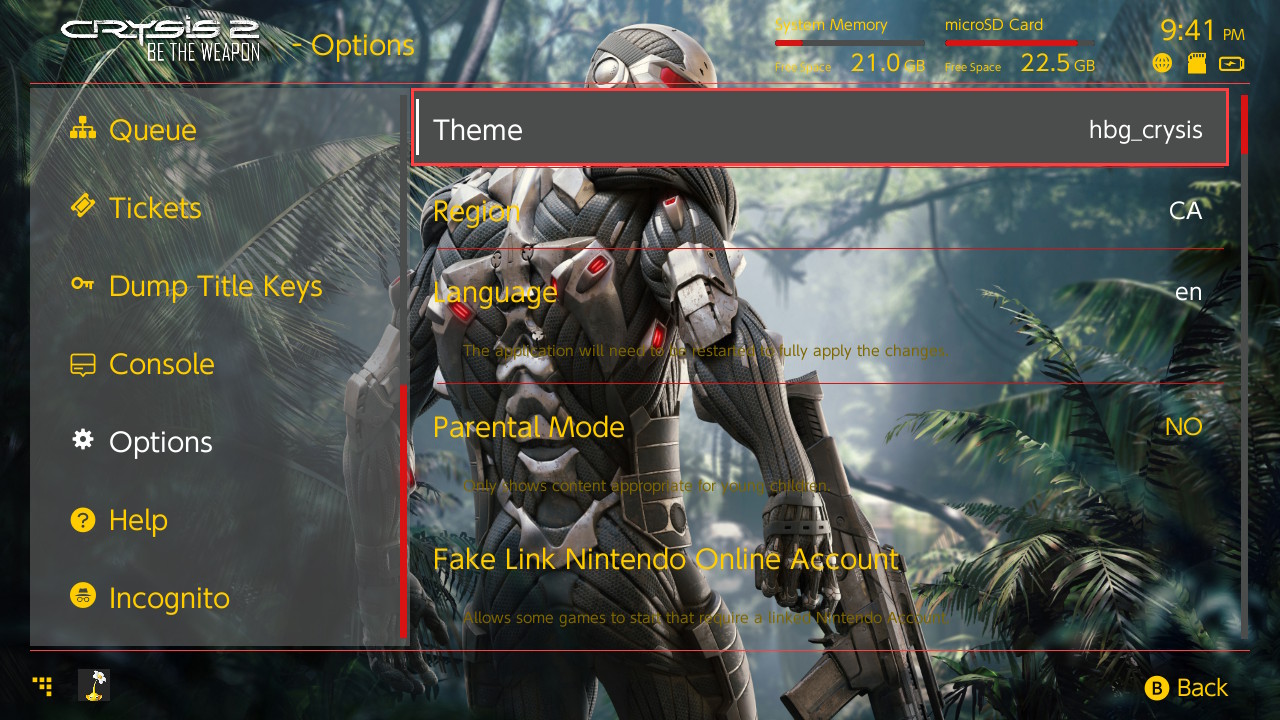 CRYSIS 2
BE THE WEAPON
- Options
System Memory
Free Space 21.0 GB
microSD Card
Free Space 22.5 GB
9:41 PM
Queue
Tickets
Dump Title Keys
Console
Options
Help
Incognito
Theme hbg_crysis
Region CA
Language en
The application will need to be restarted to fully apply the changes.
Parental Mode NO
Only shows content appropriate for young children.
Fake Link Nintendo Online Account
Allows some games to start that require a linked Nintendo Account.
B Back